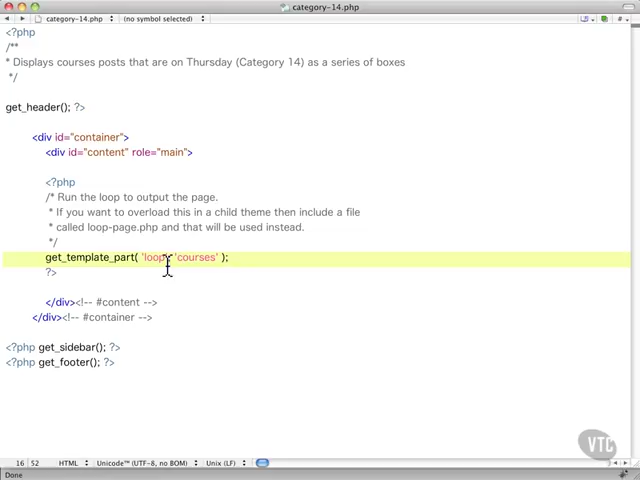 category-14.php
category-14.php (no symbol selected) #
<?php
/**
* Displays courses posts that are on Thursday (Category 14) as a series of boxes
*/
get_header(); ?>
<div id="container">
<div id="content" role="main">
<?php
/* Run the loop to output the page.
* If you want to overload this in a child theme then include a file
* called loop-page.php and that will be used instead.
*/
get_template_part( 'loop', 'courses' );
?>
</div><!-- #content -->
</div><!-- #container -->
<?php get_sidebar(); ?>
<?php get_footer(); ?>
VTC
16 52 HTML Unicode™ (UTF-8, no BOM) Unix (LF)
Done